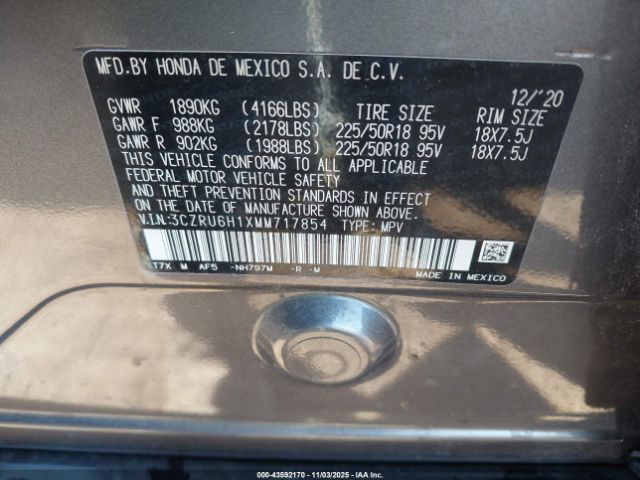 MFD.BY HONDA DE MEXICO S.A. DE C.V.
12/'20
GVWR 1890KG (4166LBS) TIRE SIZE RIM SIZE
GAWR F 988KG (2178LBS) 225/50R18 95V 18X7.5J
GAWR R 902KG (1988LBS) 225/50R18 95V 18X7.5J
THIS VEHICLE CONFORMS TO ALL APPLICABLE
FEDERAL MOTOR VEHICLE SAFETY
AND THEFT PREVENTION STANDARDS IN EFFECT
ON THE DATE OF MANUFACTURE SHOWN ABOVE.
V.I.N:3CZRU6H1XMM717854 TYPE: MPV
T7X M AF5 -NH797M -R -M MADE IN MEXICO
000-43592170 - 11/03/2025 - IAAI.CA